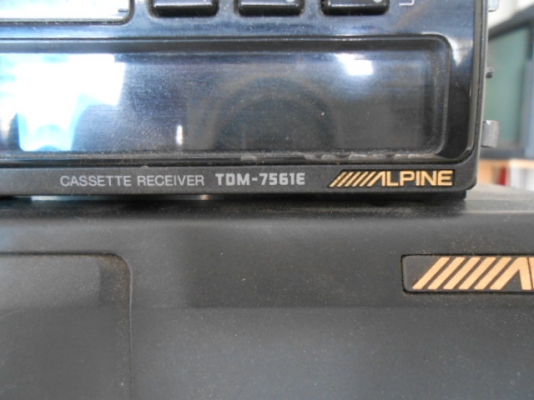 CASSETTE RECEIVER TDM-7561E ALPINE